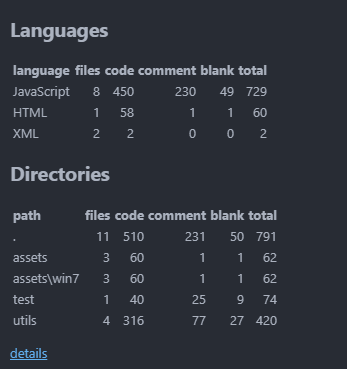 Languages
language files code comment blank total
JavaScript 8 450 230 49 729
HTML 1 58 1 1 60
XML 2 2 0 0 2
Directories
path files code comment blank total
. 11 510 231 50 791
assets 3 60 1 1 62
assets\win7 3 60 1 1 62
test 1 40 25 9 74
utils 4 316 77 27 420
details